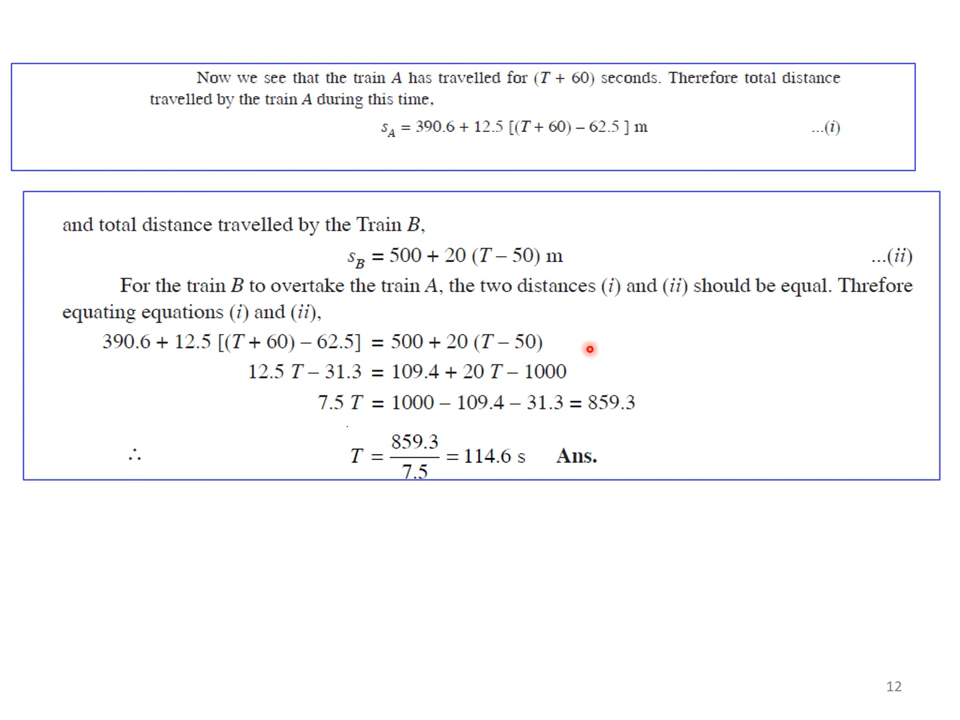 Now we see that the train A has travelled for (T + 60) seconds. Therefore total distance
travelled by the train A during this time,
s_A = 390.6 + 12.5 [(T + 60) – 62.5 ] m ...(i)
and total distance travelled by the Train B,
s_B = 500 + 20 (T – 50) m ...(ii)
For the train B to overtake the train A, the two distances (i) and (ii) should be equal. Threfore
equating equations (i) and (ii),
390.6 + 12.5 [(T + 60) – 62.5] = 500 + 20 (T – 50)
12.5 T – 31.3 = 109.4 + 20 T – 1000
7.5 T = 1000 – 109.4 – 31.3 = 859.3
∴ T = 859.3 / 7.5 = 114.6 s Ans.
12